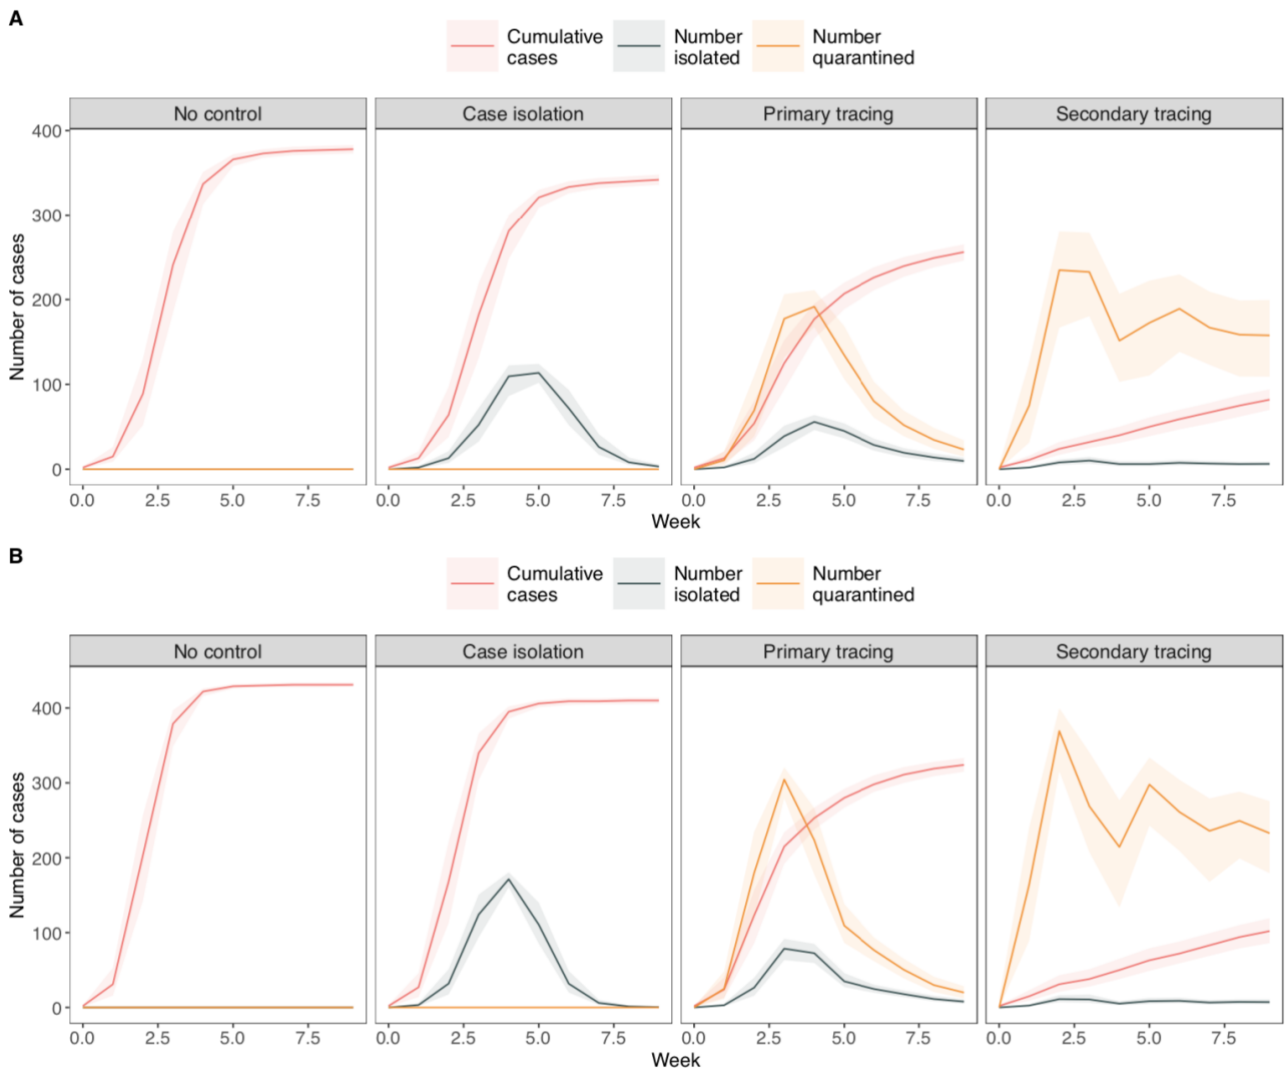 A
Cumulative cases
Number isolated
Number quarantined
No control
Case isolation
Primary tracing
Secondary tracing
Number of cases
400
300
200
100
0
0.0 2.5 5.0 7.5
0.0 2.5 5.0 7.5
0.0 2.5 5.0 7.5
0.0 2.5 5.0 7.5
Week
B
Cumulative cases
Number isolated
Number quarantined
No control
Case isolation
Primary tracing
Secondary tracing
Number of cases
400
300
200
100
0
0.0 2.5 5.0 7.5
0.0 2.5 5.0 7.5
0.0 2.5 5.0 7.5
0.0 2.5 5.0 7.5
Week